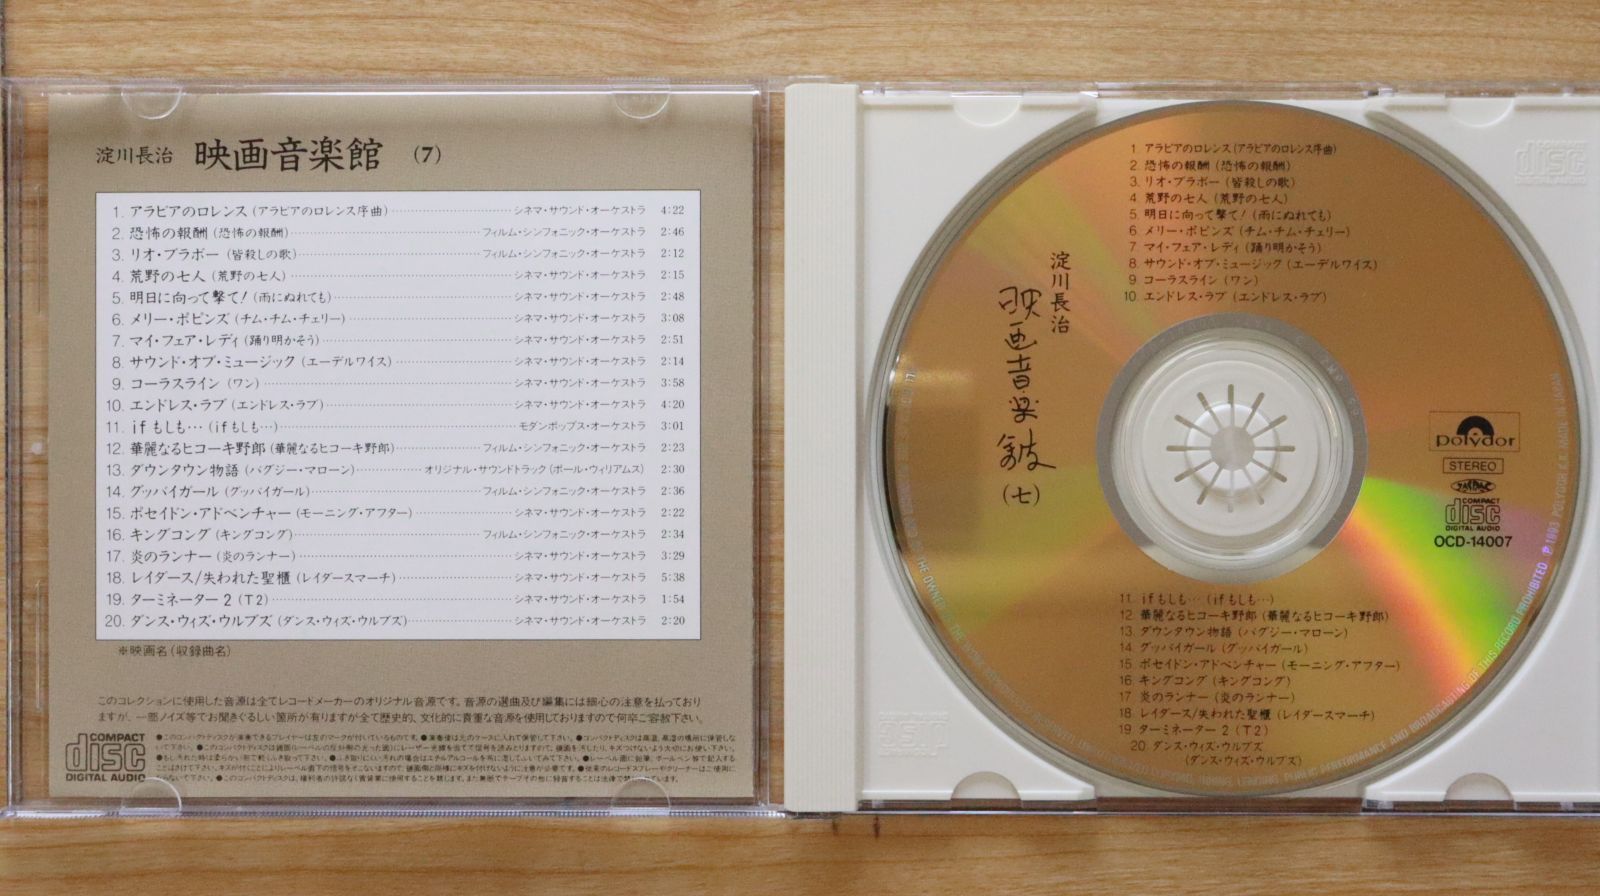 淀川長治 映画音楽館 (7)
1. アラビアのロレンス (アラビアのロレンス序曲) シネマ・サウンド・オーケストラ 4:22
2. 恐怖の報酬 (恐怖の報酬) フィルム・シンフォニック・オーケストラ 2:46
3. リオ・ブラボー (皆殺しの歌) フィルム・シンフォニック・オーケストラ 2:12
4. 荒野の七人 (荒野の七人) シネマ・サウンド・オーケストラ 2:15
5. 明日に向って撃て! (雨にぬれても) シネマ・サウンド・オーケストラ 2:48
6. メリー・ポピンズ (チム・チム・チェリー) シネマ・サウンド・オーケストラ 3:08
7. マイ・フェア・レディ (踊り明かそう) シネマ・サウンド・オーケストラ 2:51
8. サウンド・オブ・ミュージック (エーデルワイス) シネマ・サウンド・オーケストラ 2:14
9. コーラスライン (ワン) シネマ・サウンド・オーケストラ 3:58
10. エンドレス・ラブ (エンドレス・ラブ) シネマ・サウンド・オーケストラ 4:20
11. ifもしも… (ifもしも…) モダンポップス・オーケストラ 3:01
12. 華麗なるヒコーキ野郎 (華麗なるヒコーキ野郎) フィルム・シンフォニック・オーケストラ 2:23
13. ダウンタウン物語 (バグジー・マローン) オリジナル・サウンドトラック (ポール・ウィリアムス) 2:30
14. グッバイガール (グッバイガール) フィルム・シンフォニック・オーケストラ 2:36
15. ポセイドン・アドベンチャー (モーニング・アフター) シネマ・サウンド・オーケストラ 2:22
16. キングコング (キングコング) フィルム・シンフォニック・オーケストラ 2:34
17. 炎のランナー (炎のランナー) シネマ・サウンド・オーケストラ 3:29
18. レイダース/失われた聖櫃 (レイダースマーチ) シネマ・サウンド・オーケストラ 5:38
19. ターミネーター2 (T2) シネマ・サウンド・オーケストラ 1:54
20. ダンス・ウィズ・ウルブズ (ダンス・ウィズ・ウルブズ) シネマ・サウンド・オーケストラ 2:20
※映画名 (収録曲名)
このコレクションに使用した音源は全てレコードメーカーのオリジナル音源です。音源の選曲及び編集には細心の注意を払っており
ますが、一部ノイズ等でお聞きぐるしい箇所が有りますが全て歴史的、文化的に貴重な音源を使用しておりますので何卒ご容赦下さい。
COMPACT
disc
DIGITAL AUDIO
1. アラビアのロレンス (アラビアのロレンス序曲)
2. 恐怖の報酬 (恐怖の報酬)
3. リオ・ブラボー (皆殺しの歌)
4. 荒野の七人 (荒野の七人)
5. 明日に向って撃て! (雨にぬれても)
6. メリー・ポピンズ (チム・チム・チェリー)
7. マイ・フェア・レディ (踊り明かそう)
8. サウンド・オブ・ミュージック (エーデルワイス)
9. コーラスライン (ワン)
10. エンドレス・ラブ (エンドレス・ラブ)
淀川長治
映画音楽館
(七)
polydor
STEREO
JASRAC
COMPACT
disc
DIGITAL AUDIO
OCD-14007
11. ifもしも… (ifもしも…)
12. 華麗なるヒコーキ野郎 (華麗なるヒコーキ野郎)
13. ダウンタウン物語 (バグジー・マローン)
14. グッバイガール (グッバイガール)
15. ポセイドン・アドベンチャー (モーニング・アフター)
16. キングコング (キングコング)
17. 炎のランナー (炎のランナー)
18. レイダース/失われた聖櫃 (レイダースマーチ)
19. ターミネーター2 (T2)
20. ダンス・ウィズ・ウルブズ
(ダンス・ウィズ・ウルブズ)